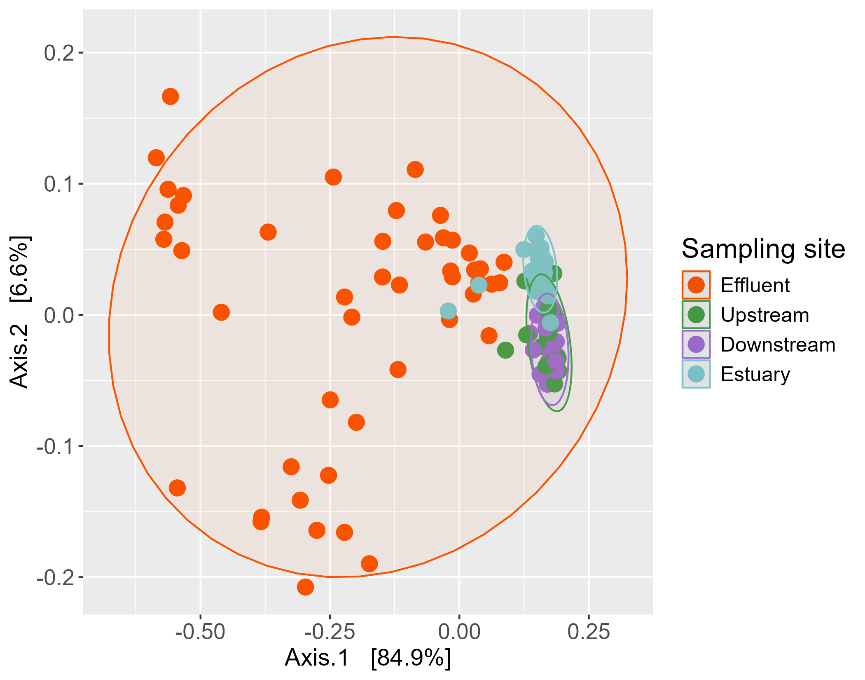 Axis.2 [6.6%]
0.2
0.1
0.0
-0.1
-0.2
-0.50
-0.25
0.00
0.25
Axis.1 [84.9%]
Sampling site
Effluent
Upstream
Downstream
Estuary